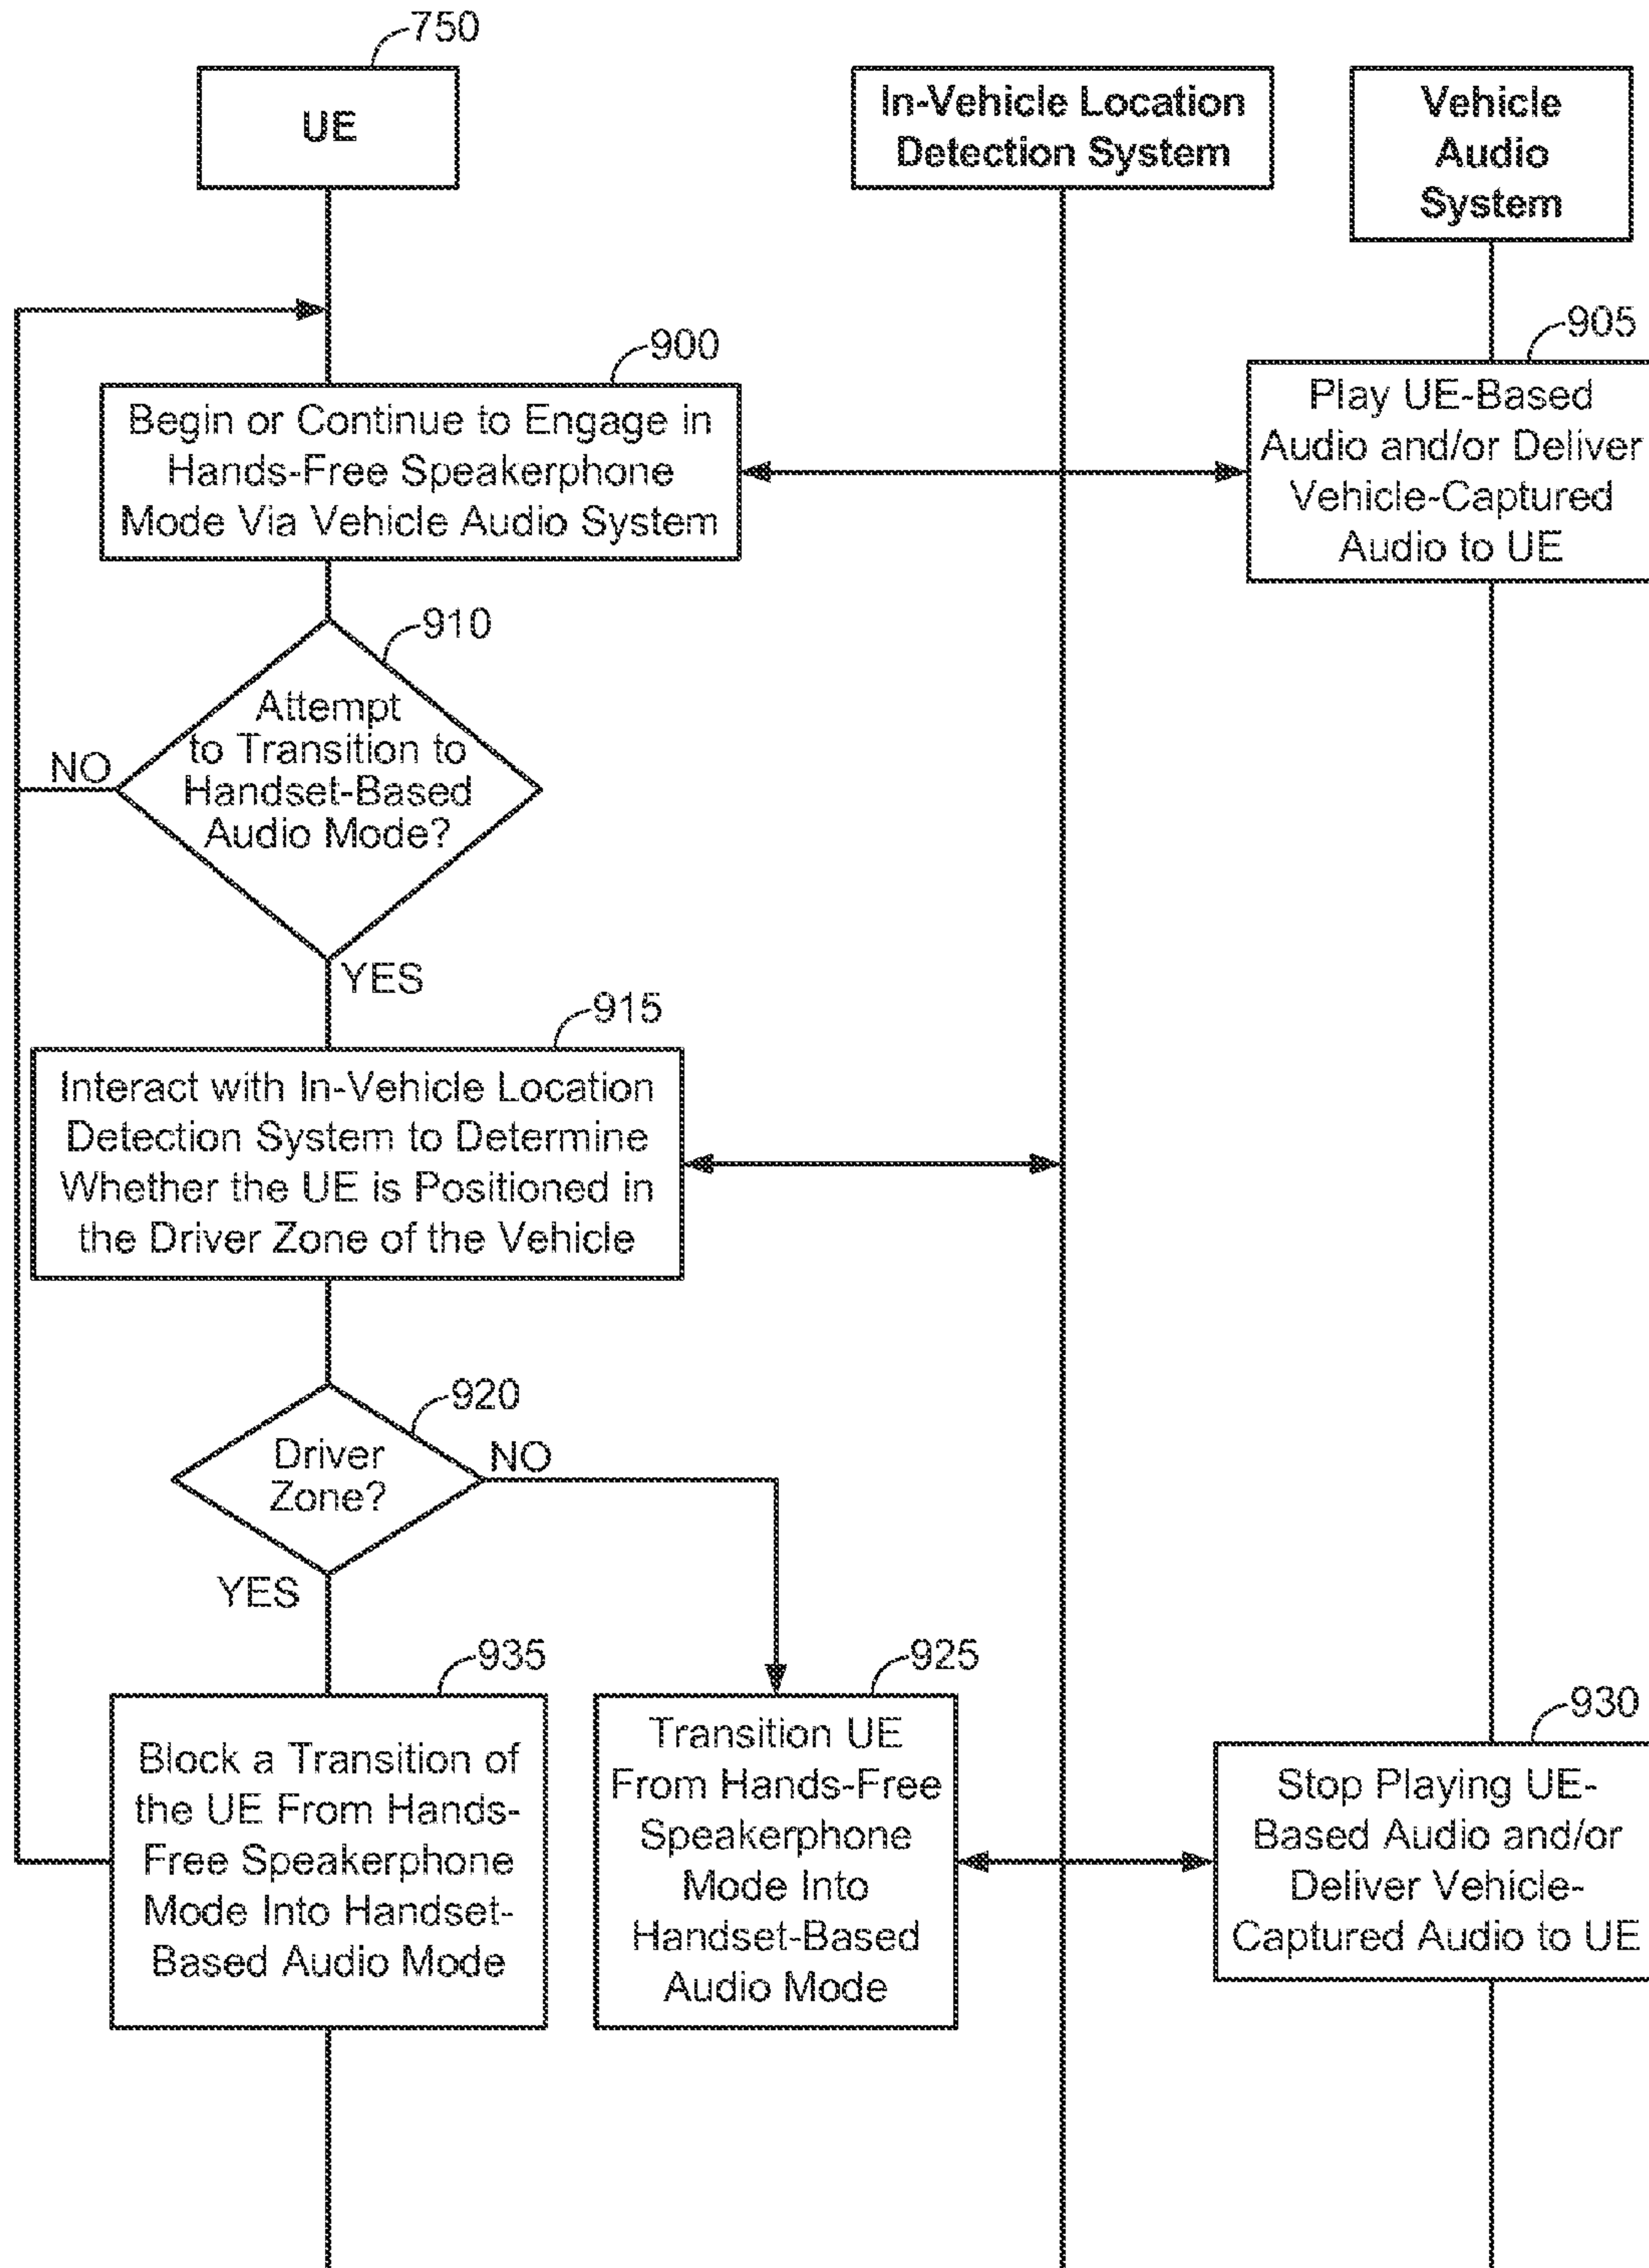 750
UE
In-Vehicle Location
Detection System
Vehicle
Audio
System
900
Begin or Continue to Engage in
Hands-Free Speakerphone
Mode Via Vehicle Audio System
905
Play UE-Based
Audio and/or Deliver
Vehicle-Captured
Audio to UE
910
Attempt
to Transition to
Handset-Based
Audio Mode?
NO
YES
915
Interact with In-Vehicle Location
Detection System to Determine
Whether the UE is Positioned in
the Driver Zone of the Vehicle
920
Driver
Zone?
NO
YES
935
Block a Transition of
the UE From Hands-
Free Speakerphone
Mode Into Handset-
Based Audio Mode
925
Transition UE
From Hands-Free
Speakerphone
Mode Into
Handset-Based
Audio Mode
930
Stop Playing UE-
Based Audio and/or
Deliver Vehicle-
Captured Audio to UE